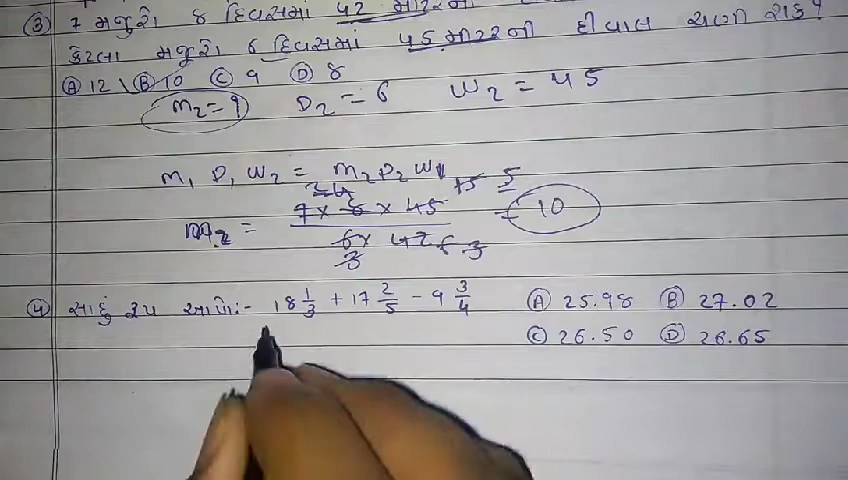 ③ 7 મજૂરો 8 દિવસમાં 42 મીટરની
કેટલા મજૂરો 6 દિવસમાં 45 મીટરની દીવાલ ચણી શકે?
Ⓐ 12 Ⓑ 10 Ⓒ 9 Ⓓ 8
M₂ = ? D₂ = 6 W₂ = 45
M₁ D₁ W₂ = M₂ D₂ W₁
M₂ = 7 × 8 × 45 / 6 × 42 = 10
④ સાદું રૂપ આપો:- 18 1/3 + 17 2/5 - 9 3/4 Ⓐ 25.98 Ⓑ 27.02
Ⓒ 26.50 Ⓓ 26.65